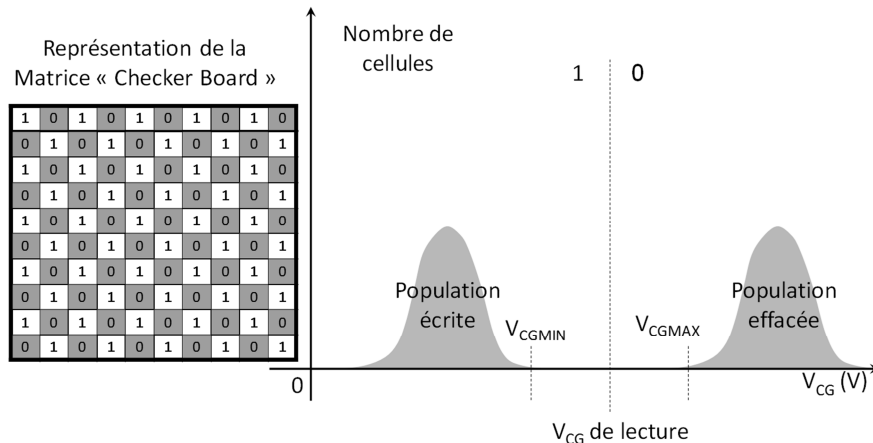 Représentation de la
Matrice « Checker Board »
1 0 1 0 1 0 1 0 1 0
0 1 0 1 0 1 0 1 0 1
1 0 1 0 1 0 1 0 1 0
0 1 0 1 0 1 0 1 0 1
1 0 1 0 1 0 1 0 1 0
0 1 0 1 0 1 0 1 0 1
1 0 1 0 1 0 1 0 1 0
0 1 0 1 0 1 0 1 0 1
1 0 1 0 1 0 1 0 1 0
0 1 0 1 0 1 0 1 0 1
Nombre de
cellules
1 0
Population
écrite
VCGMIN
VCGMAX
Population
effacée
0
VCG (V)
VCG de lecture